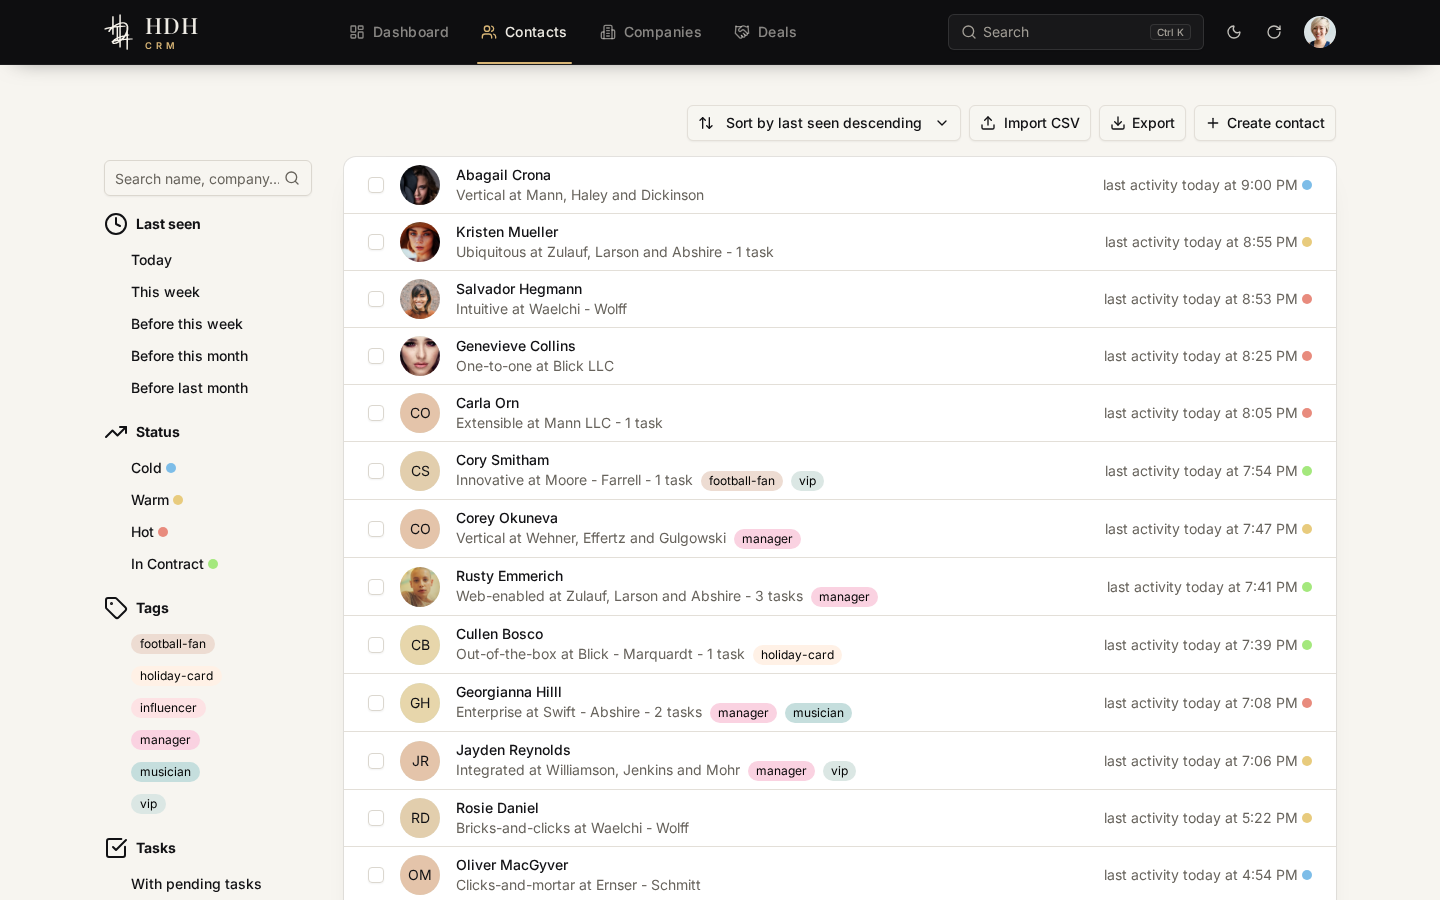 HDH
CRM
Dashboard
Contacts
Companies
Deals
Search
Ctrl K
Sort by last seen descending
Import CSV
Export
Create contact
Search name, company...
Last seen
Today
This week
Before this week
Before this month
Before last month
Status
Cold
Warm
Hot
In Contract
Tags
football-fan
holiday-card
influencer
manager
musician
vip
Tasks
With pending tasks
Abagail Crona
Vertical at Mann, Haley and Dickinson
last activity today at 9:00 PM
Kristen Mueller
Ubiquitous at Zulauf, Larson and Abshire - 1 task
last activity today at 8:55 PM
Salvador Hegmann
Intuitive at Waelchi - Wolff
last activity today at 8:53 PM
Genevieve Collins
One-to-one at Blick LLC
last activity today at 8:25 PM
CO
Carla Orn
Extensible at Mann LLC - 1 task
last activity today at 8:05 PM
CS
Cory Smitham
Innovative at Moore - Farrell - 1 task football-fan vip
last activity today at 7:54 PM
CO
Corey Okuneva
Vertical at Wehner, Effertz and Gulgowski manager
last activity today at 7:47 PM
Rusty Emmerich
Web-enabled at Zulauf, Larson and Abshire - 3 tasks manager
last activity today at 7:41 PM
CB
Cullen Bosco
Out-of-the-box at Blick - Marquardt - 1 task holiday-card
last activity today at 7:39 PM
GH
Georgianna Hilll
Enterprise at Swift - Abshire - 2 tasks manager musician
last activity today at 7:08 PM
JR
Jayden Reynolds
Integrated at Williamson, Jenkins and Mohr manager vip
last activity today at 7:06 PM
RD
Rosie Daniel
Bricks-and-clicks at Waelchi - Wolff
last activity today at 5:22 PM
OM
Oliver MacGyver
Clicks-and-mortar at Ernser - Schmitt
last activity today at 4:54 PM